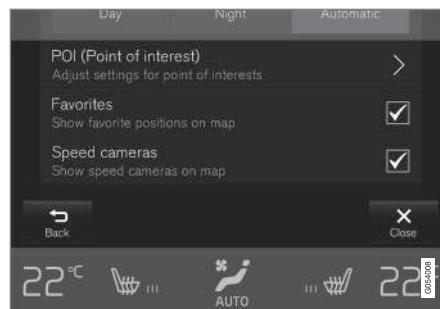 Day Night Automatic
POI (Point of interest)
Adjust settings for point of interests
Favorites
Show favorite positions on map
Speed cameras
Show speed cameras on map
Back Close
22°C AUTO 22°
G054008